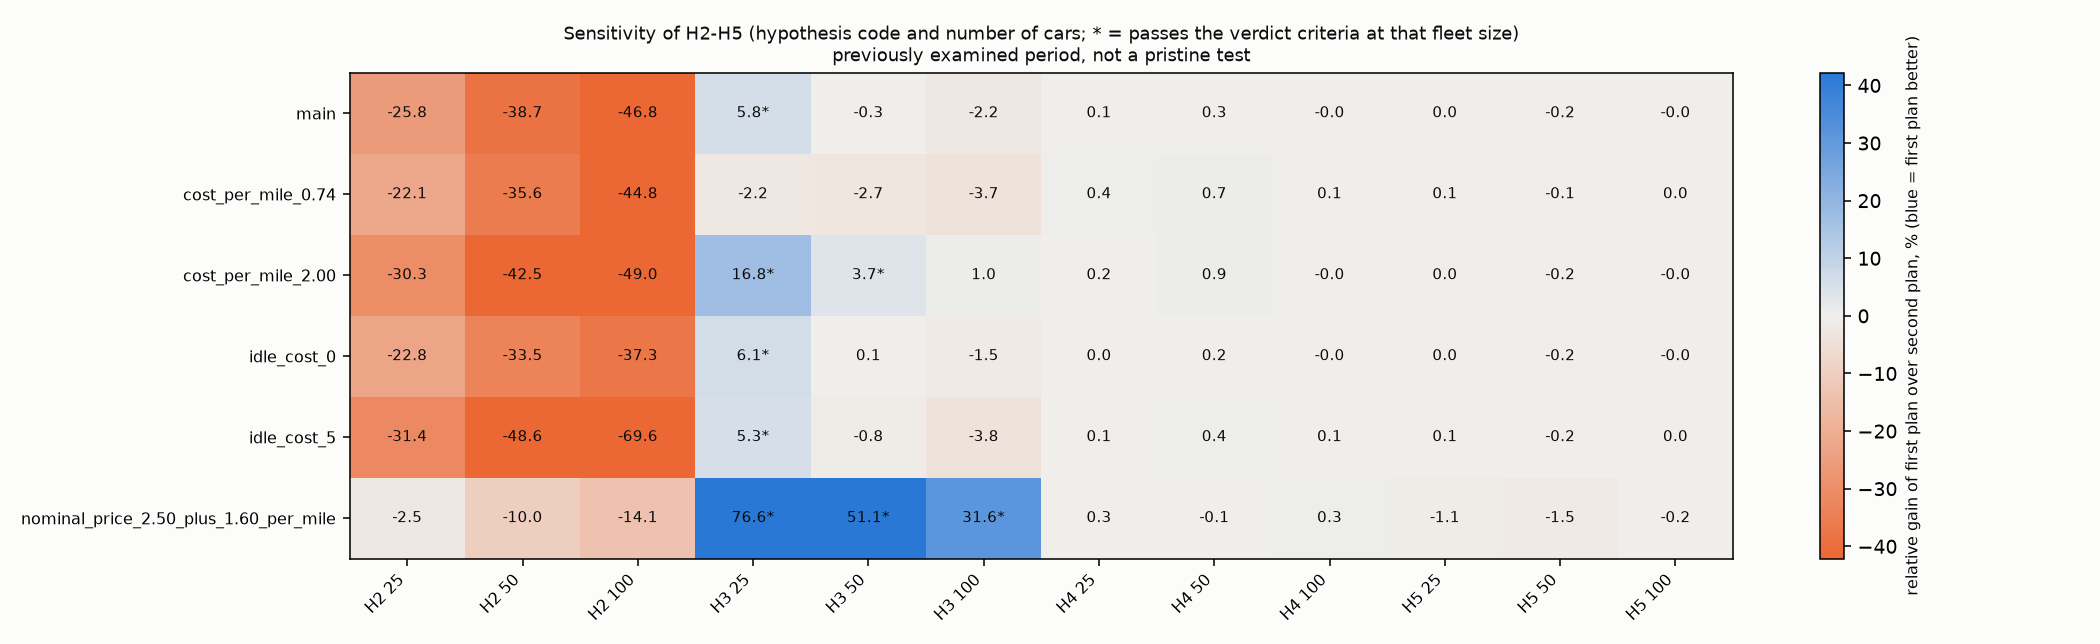 Sensitivity of H2-H5 (hypothesis code and number of cars; * = passes the verdict criteria at that fleet size)
previously examined period, not a pristine test
main -25.8 -38.7 -46.8 5.8* -0.3 -2.2 0.1 0.3 -0.0 0.0 -0.2 -0.0
cost_per_mile_0.74 -22.1 -35.6 -44.8 -2.2 -2.7 -3.7 0.4 0.7 0.1 0.1 -0.1 0.0
cost_per_mile_2.00 -30.3 -42.5 -49.0 16.8* 3.7* 1.0 0.2 0.9 -0.0 0.0 -0.2 -0.0
idle_cost_0 -22.8 -33.5 -37.3 6.1* 0.1 -1.5 0.0 0.2 -0.0 0.0 -0.2 -0.0
idle_cost_5 -31.4 -48.6 -69.6 5.3* -0.8 -3.8 0.1 0.4 0.1 0.1 -0.2 0.0
nominal_price_2.50_plus_1.60_per_mile -2.5 -10.0 -14.1 76.6* 51.1* 31.6* 0.3 -0.1 0.3 -1.1 -1.5 -0.2
H2 25 H2 50 H2 100 H3 25 H3 50 H3 100 H4 25 H4 50 H4 100 H5 25 H5 50 H5 100
40
30
20
10
0
−10
−20
−30
−40
relative gain of first plan over second plan, % (blue = first plan better)